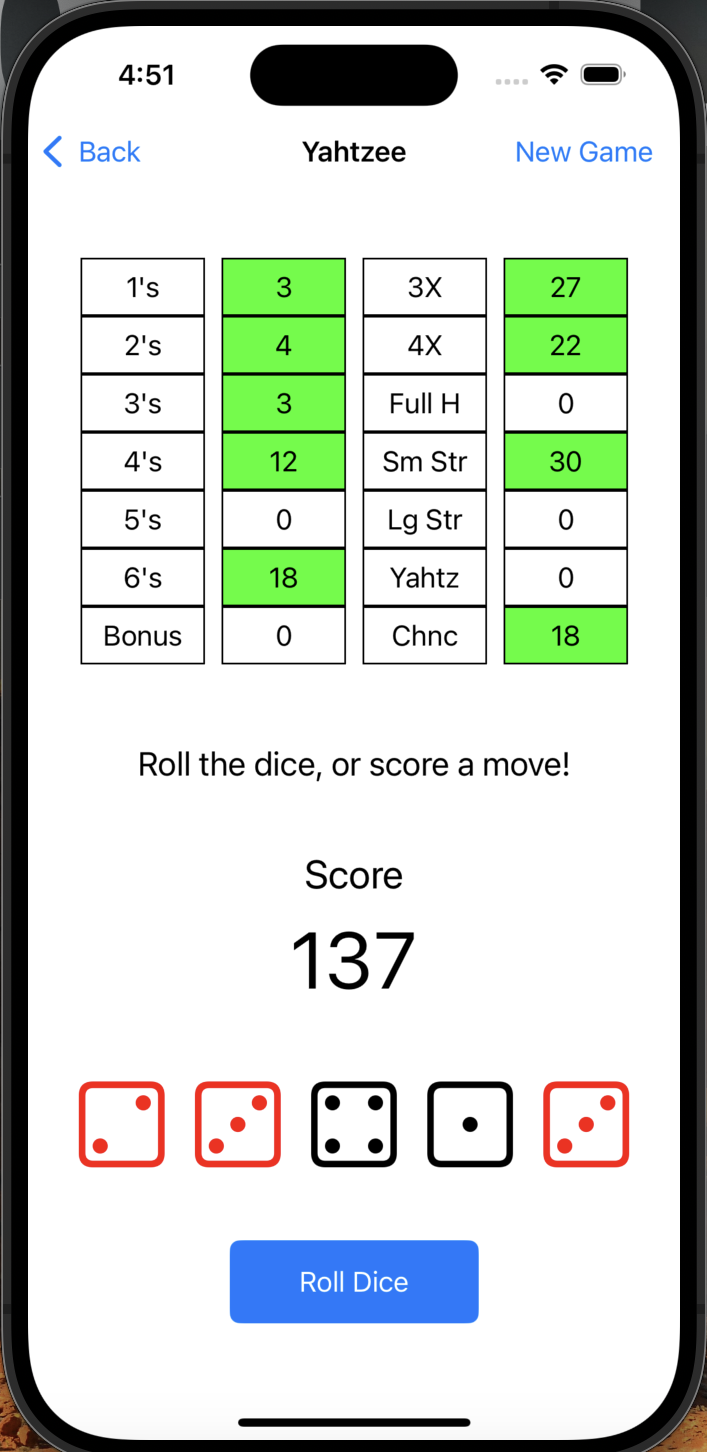 4:51
Back Yahtzee New Game
1's 3 3X 27
2's 4 4X 22
3's 3 Full H 0
4's 12 Sm Str 30
5's 0 Lg Str 0
6's 18 Yahtz 0
Bonus 0 Chnc 18
Roll the dice, or score a move!
Score
137
Roll Dice